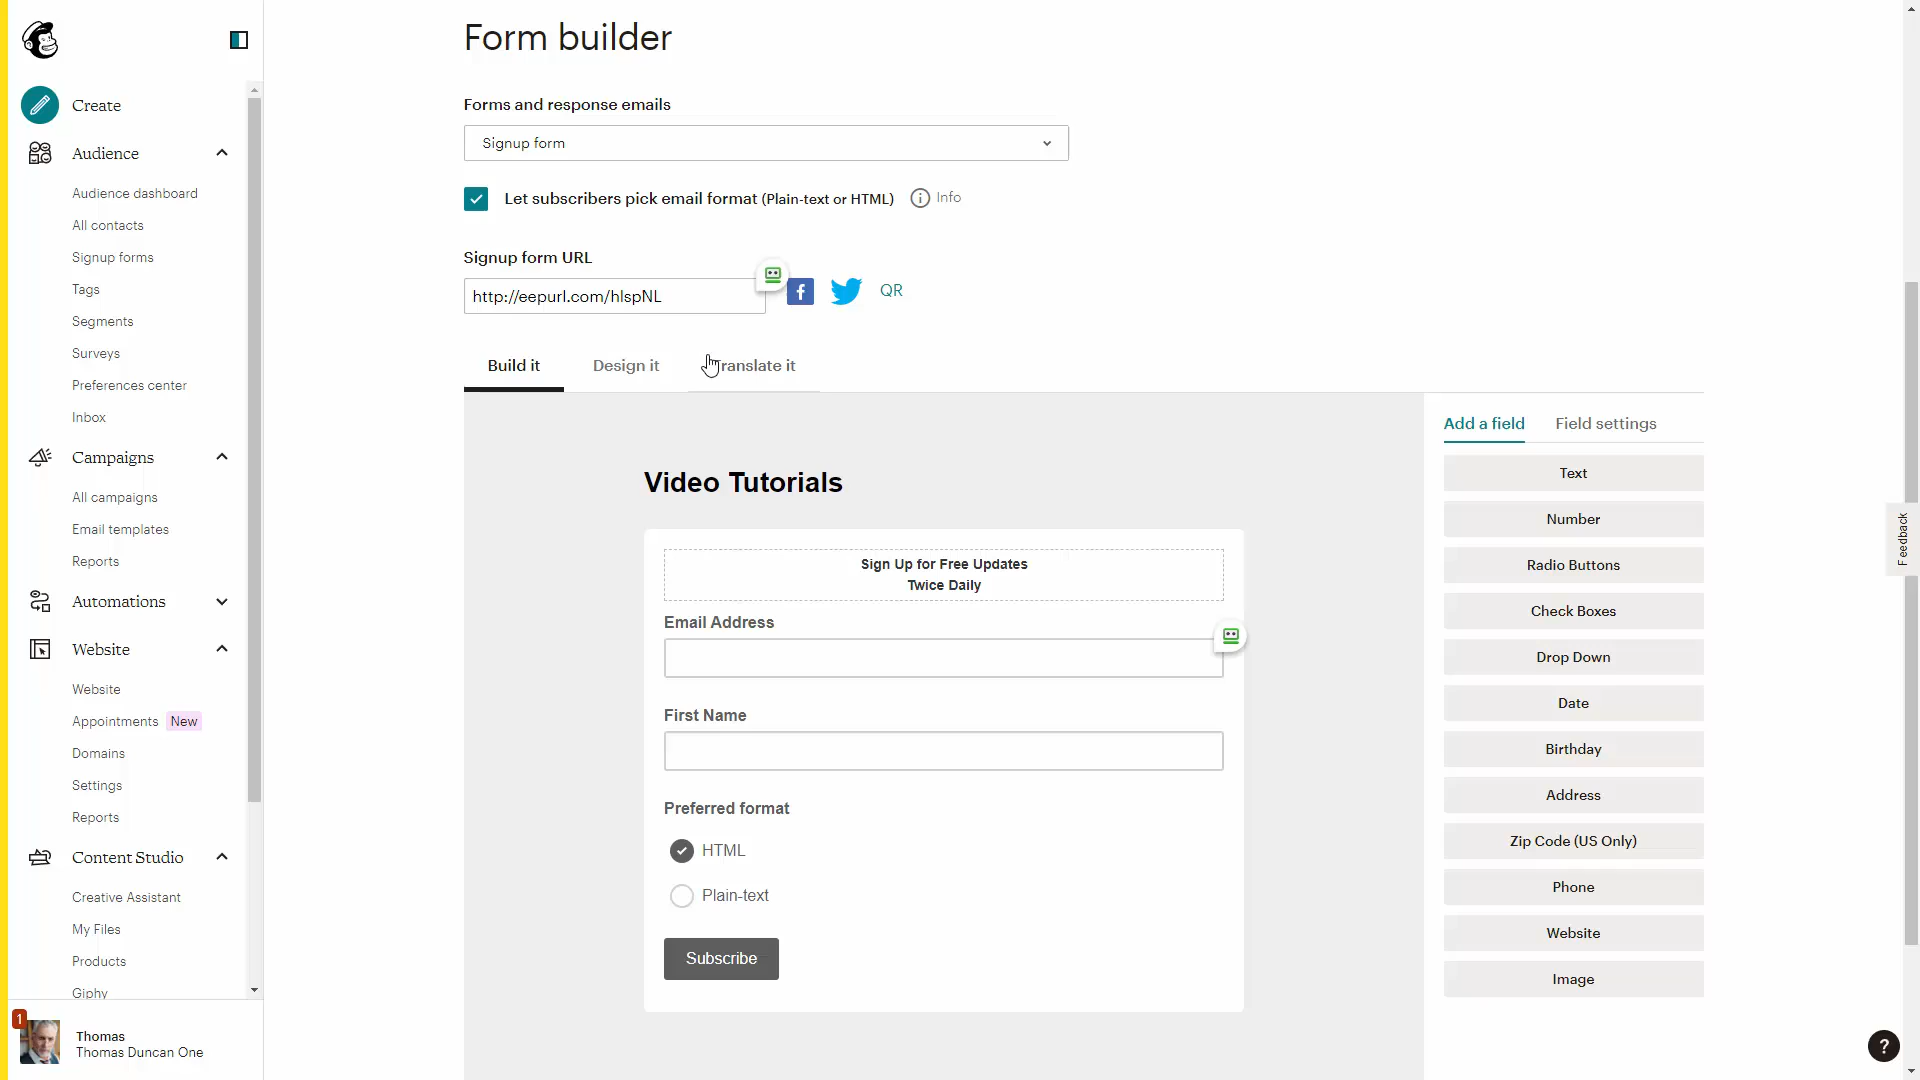 Create
Audience
Audience dashboard
All contacts
Signup forms
Tags
Segments
Surveys
Preferences center
Inbox
Campaigns
All campaigns
Email templates
Reports
Automations
Website
Website
Appointments New
Domains
Settings
Reports
Content Studio
Creative Assistant
My Files
Products
Giphy
1
Thomas
Thomas Duncan One
Form builder
Forms and response emails
Signup form
Let subscribers pick email format (Plain-text or HTML) Info
Signup form URL
http://eepurl.com/hlspNL
QR
Build it Design it Translate it
Video Tutorials
Sign Up for Free Updates
Twice Daily
Email Address
First Name
Preferred format
HTML
Plain-text
Subscribe
Add a field Field settings
Text
Number
Radio Buttons
Check Boxes
Drop Down
Date
Birthday
Address
Zip Code (US Only)
Phone
Website
Image
Feedback
?